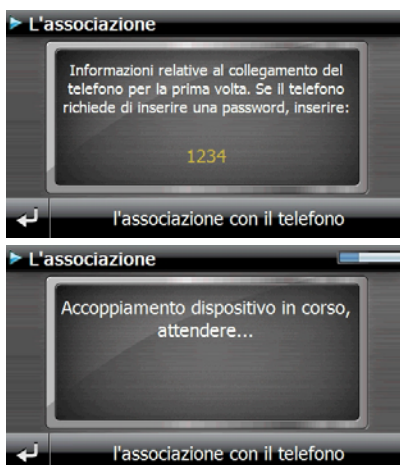 L'associazione
Informazioni relative al collegamento del
telefono per la prima volta. Se il telefono
richiede di inserire una password, inserire:
1234
l'associazione con il telefono
L'associazione
Accoppiamento dispositivo in corso,
attendere...
l'associazione con il telefono